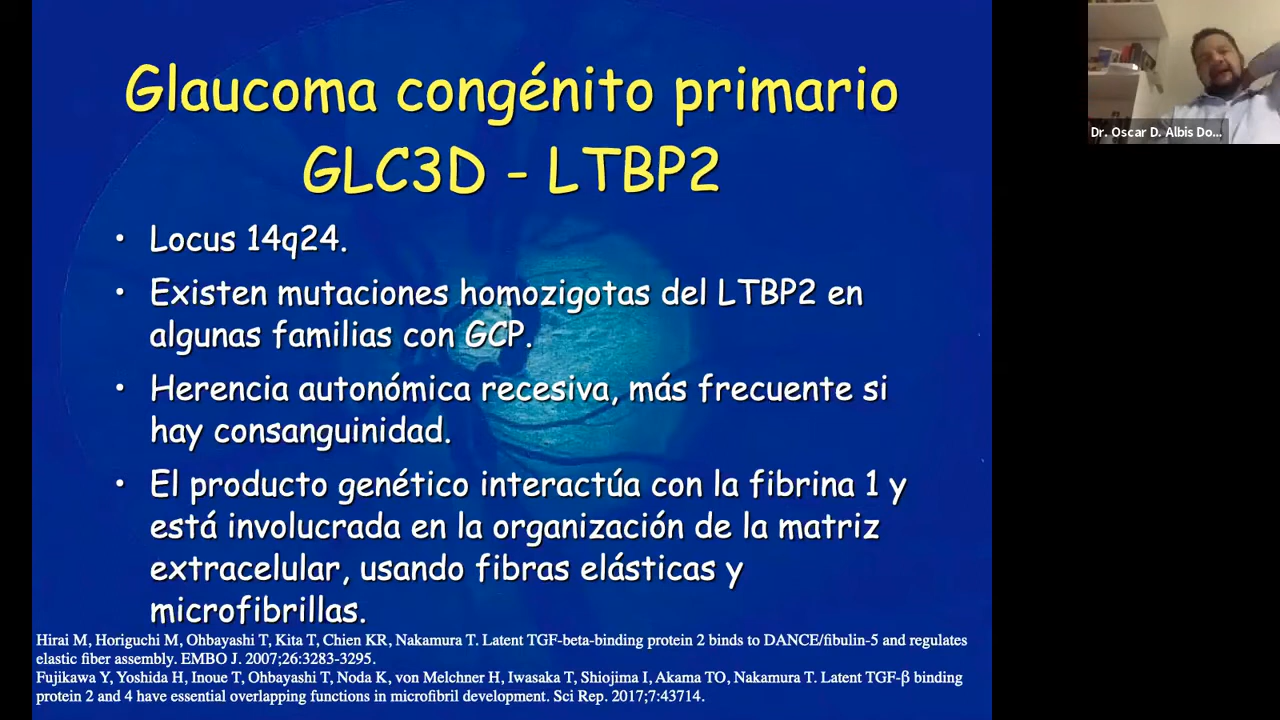 Glaucoma congénito primario
GLC3D - LTBP2
• Locus 14q24.
• Existen mutaciones homozigotas del LTBP2 en
algunas familias con GCP.
• Herencia autonómica recesiva, más frecuente si
hay consanguinidad.
• El producto genético interactúa con la fibrina 1 y
está involucrada en la organización de la matriz
extracelular, usando fibras elásticas y
microfibrillas.
Hirai M, Horiguchi M, Ohbayashi T, Kita T, Chien KR, Nakamura T. Latent TGF-beta-binding protein 2 binds to DANCE/fibulin-5 and regulates
elastic fiber assembly. EMBO J. 2007;26:3283-3295.
Fujikawa Y, Yoshida H, Inoue T, Ohbayashi T, Noda K, von Melchner H, Iwasaka T, Shiojima I, Akama TO, Nakamura T. Latent TGF-β binding
protein 2 and 4 have essential overlapping functions in microfibril development. Sci Rep. 2017;7:43714.
Dr. Oscar D. Albis Do...